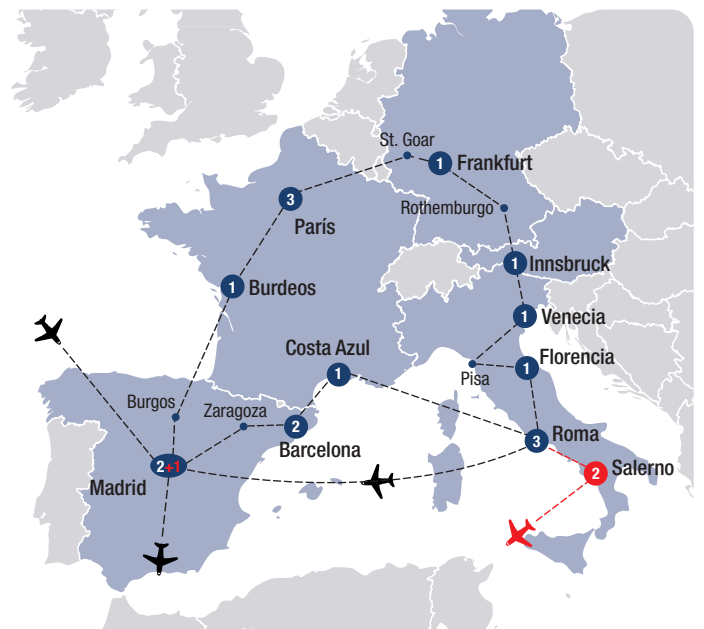 St. Goar
1
Frankfurt
3
París
Rothemburgo
1
Innsbruck
1
Burdeos
1
Venecia
Costa Azul
1
Pisa
1
Florencia
Burgos
Zaragoza
2
Barcelona
3
Roma
2+1
Madrid
2
Salerno